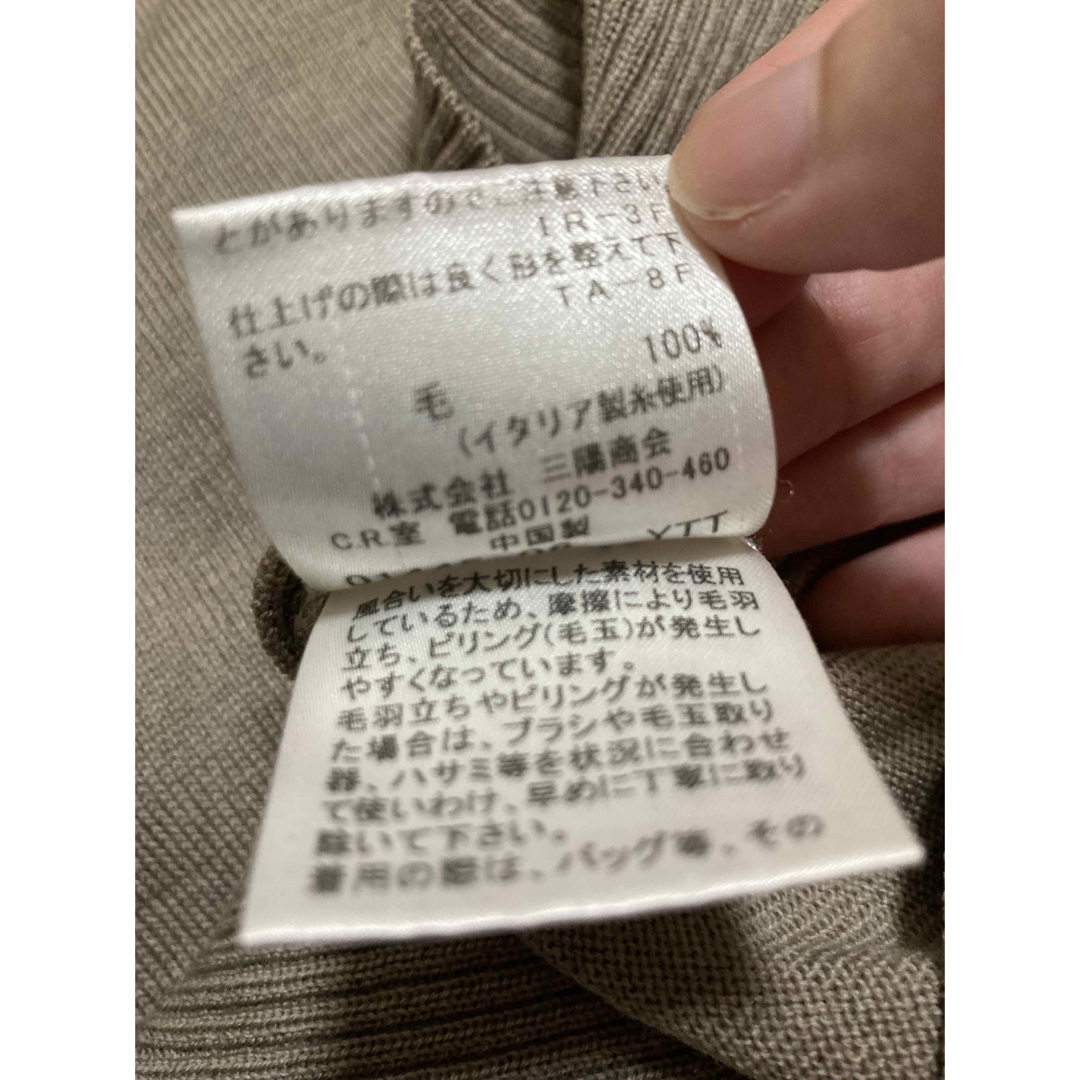 とがありますのでご注意下さい。
IR-3F
仕上げの際は良く形を整えて下
TA-8F
さい。
毛 100%
(イタリア製糸使用)
株式会社 三陽商会
C.R.室 電話0120-340-460
中国製
YTT
風合いを大切にした素材を使用
しているため、摩擦により毛羽
立ち、ピリング(毛玉)が発生し
やすくなっています。
毛羽立ちやピリングが発生し
た場合は、ブラシや毛玉取り
器、ハサミ等を状況に合わせ
て使いわけ、早めに丁寧に取り
除いて下さい。
着用の際は、バッグ等、その